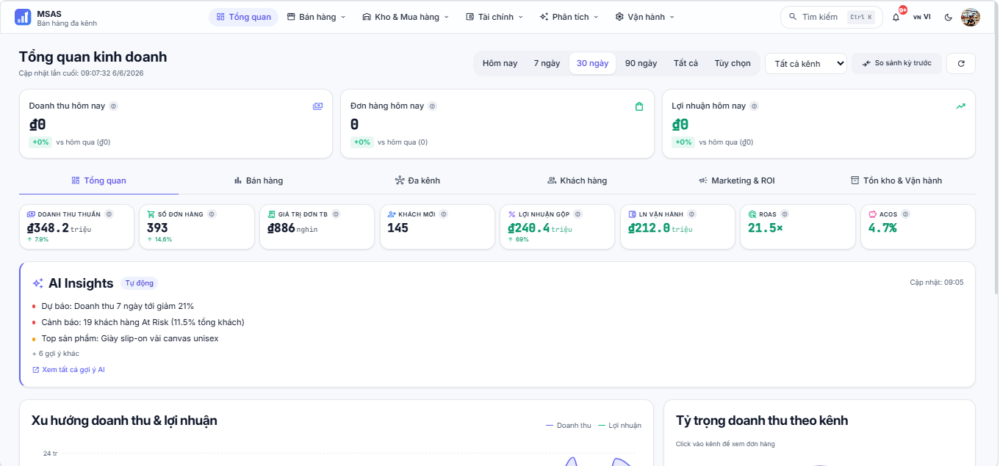 MSAS
Bán hàng đa kênh
Tổng quan
Bán hàng
Kho & Mua hàng
Tài chính
Phân tích
Vận hành
Tìm kiếm
Ctrl K
9+
VN VI
Tổng quan kinh doanh
Cập nhật lần cuối: 09:07:32 6/6/2026
Hôm nay
7 ngày
30 ngày
90 ngày
Tất cả
Tùy chọn
Tất cả kênh
So sánh kỳ trước
Doanh thu hôm nay
₫0
+0% vs hôm qua (₫0)
Đơn hàng hôm nay
0
+0% vs hôm qua (0)
Lợi nhuận hôm nay
₫0
+0% vs hôm qua (₫0)
Tổng quan
Bán hàng
Đa kênh
Khách hàng
Marketing & ROI
Tồn kho & Vận hành
DOANH THU THUẦN
₫348.2 triệu
↑ 7.9%
SỐ ĐƠN HÀNG
393
↑ 14.6%
GIÁ TRỊ ĐƠN TB
₫886 nghìn
KHÁCH MỚI
145
LỢI NHUẬN GỘP
₫240.4 triệu
↑ 69%
LN VẬN HÀNH
₫212.0 triệu
ROAS
21.5×
ACOS
4.7%
AI Insights
Tự động
Cập nhật: 09:05
Dự báo: Doanh thu 7 ngày tới giảm 21%
Cảnh báo: 19 khách hàng At Risk (11.5% tổng khách)
Top sản phẩm: Giày slip-on vải canvas unisex
+ 6 gợi ý khác
Xem tất cả gợi ý AI
Xu hướng doanh thu & lợi nhuận
Doanh thu
Lợi nhuận
24 tr
Tỷ trọng doanh thu theo kênh
Click vào kênh để xem đơn hàng